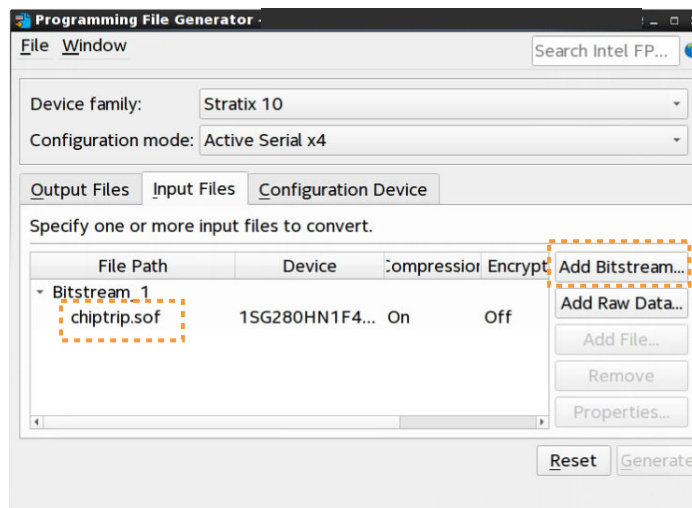 Programming File Generator -
File Window
Search Intel FP...
Device family: Stratix 10
Configuration mode: Active Serial x4
Output Files Input Files Configuration Device
Specify one or more input files to convert.
File Path Device Compression Encrypt
Add Bitstream...
Bitstream_1
Add Raw Data...
chiptrip.sof 1SG280HN1F4... On Off
Add File...
Remove
Properties...
Reset Generate